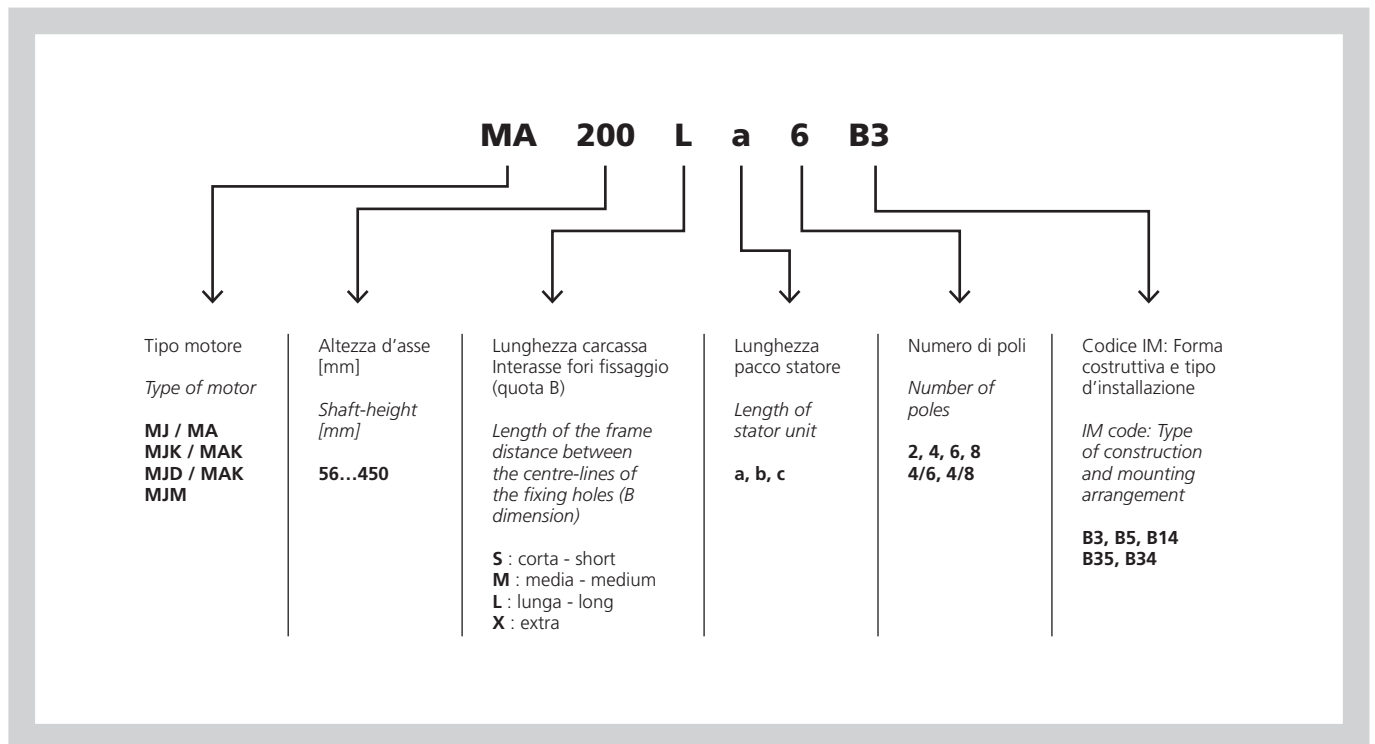 MA 200 L a 6 B3
Tipo motore
Type of motor
MJ / MA
MJK / MAK
MJD / MAK
MJM
Altezza d'asse
[mm]
Shaft-height
[mm]
56...450
Lunghezza carcassa
Interasse fori fissaggio
(quota B)
Length of the frame
distance between
the centre-lines of
the fixing holes (B
dimension)
S : corta - short
M : media - medium
L : lunga - long
X : extra
Lunghezza
pacco statore
Length of
stator unit
a, b, c
Numero di poli
Number of
poles
2, 4, 6, 8
4/6, 4/8
Codice IM: Forma
costruttiva e tipo
d'installazione
IM code: Type
of construction
and mounting
arrangement
B3, B5, B14
B35, B34